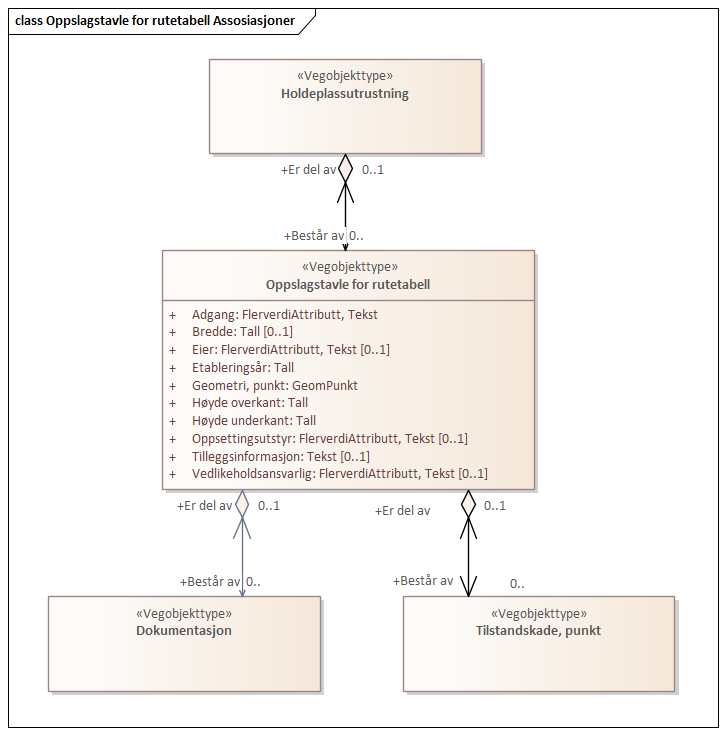 class Oppslagstavle for rutetabell Assosiasjoner
«Vegobjekttype»
Holdeplassutrustning
+Er del av 0..1
+Består av 0..
«Vegobjekttype»
Oppslagstavle for rutetabell
+ Adgang: FlerverdiAttributt, Tekst
+ Bredde: Tall [0..1]
+ Eier: FlerverdiAttributt, Tekst [0..1]
+ Etableringsår: Tall
+ Geometri, punkt: GeomPunkt
+ Høyde overkant: Tall
+ Høyde underkant: Tall
+ Oppsettingsutstyr: FlerverdiAttributt, Tekst [0..1]
+ Tilleggsinformasjon: Tekst [0..1]
+ Vedlikeholdsansvarlig: FlerverdiAttributt, Tekst [0..1]
+Er del av 0..1
+Er del av 0..1
+Består av 0..
+Består av 0..
«Vegobjekttype»
Dokumentasjon
«Vegobjekttype»
Tilstandskade, punkt